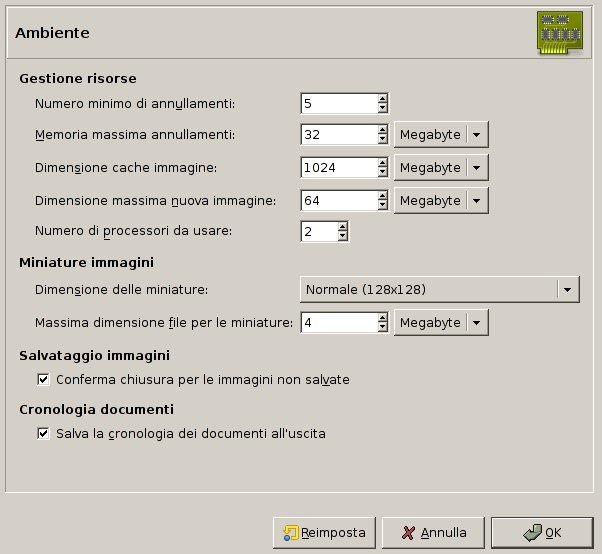 Ambiente
Gestione risorse
Numero minimo di annullamenti: 5
Memoria massima annullamenti: 32 Megabyte
Dimensione cache immagine: 1024 Megabyte
Dimensione massima nuova immagine: 64 Megabyte
Numero di processori da usare: 2
Miniature immagini
Dimensione delle miniature: Normale (128x128)
Massima dimensione file per le miniature: 4 Megabyte
Salvataggio immagini
Conferma chiusura per le immagini non salvate
Cronologia documenti
Salva la cronologia dei documenti all'uscita
Reimposta Annulla OK